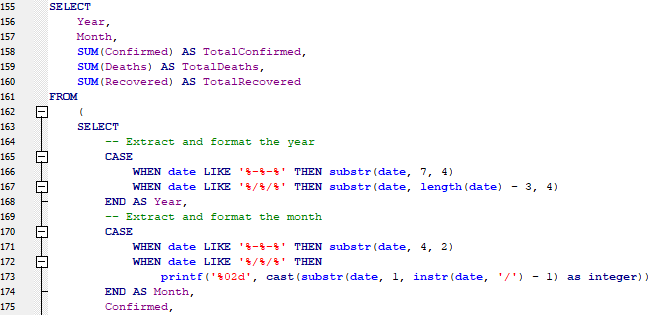 155 SELECT
156     Year,
157     Month,
158     SUM(Confirmed) AS TotalConfirmed,
159     SUM(Deaths) AS TotalDeaths,
160     SUM(Recovered) AS TotalRecovered
161 FROM
162     (
163     SELECT
164         -- Extract and format the year
165         CASE
166             WHEN date LIKE '%-%-%' THEN substr(date, 7, 4)
167             WHEN date LIKE '%/%/%' THEN substr(date, length(date) - 3, 4)
168         END AS Year,
169         -- Extract and format the month
170         CASE
171             WHEN date LIKE '%-%-%' THEN substr(date, 4, 2)
172             WHEN date LIKE '%/%/%' THEN
173                 printf('%02d', cast(substr(date, 1, instr(date, '/') - 1) as integer))
174         END AS Month,
175         Confirmed,